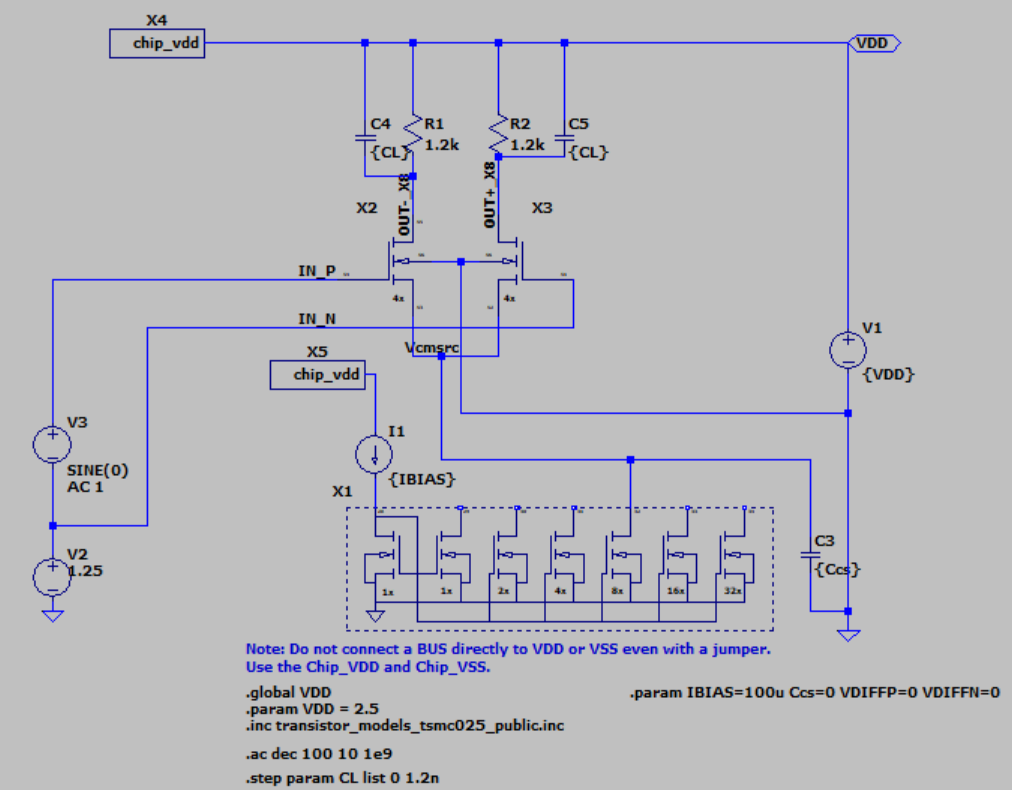 X4
chip_vdd
VDD
C4
{CL}
R1
1.2k
R2
1.2k
C5
{CL}
OUT-_X8
OUT+_X8
X2
X3
IN_P
4x
4x
IN_N
Vcmsrc
X5
chip_vdd
V1
{VDD}
V3
SINE(0)
AC 1
I1
{IBIAS}
X1
V2
1.25
1x
1x
2x
4x
8x
16x
32x
C3
{Ccs}
Note: Do not connect a BUS directly to VDD or VSS even with a jumper.
Use the Chip_VDD and Chip_VSS.
.global VDD
.param VDD = 2.5
.inc transistor_models_tsmc025_public.inc
.param IBIAS=100u Ccs=0 VDIFFP=0 VDIFFN=0
.ac dec 100 10 1e9
.step param CL list 0 1.2n